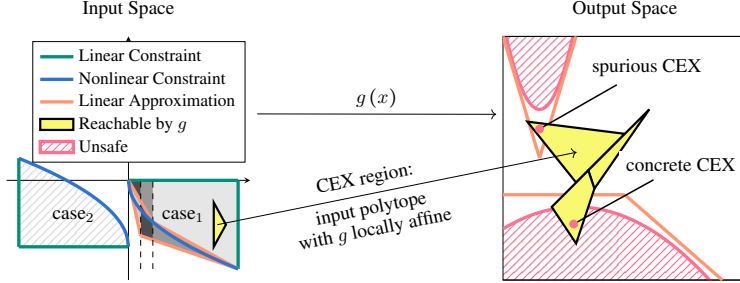 Input Space
Output Space
Linear Constraint
Nonlinear Constraint
Linear Approximation
Reachable by g
Unsafe
g (x)
spurious CEX
concrete CEX
CEX region:
input polytope
with g locally affine
case₂
case₁